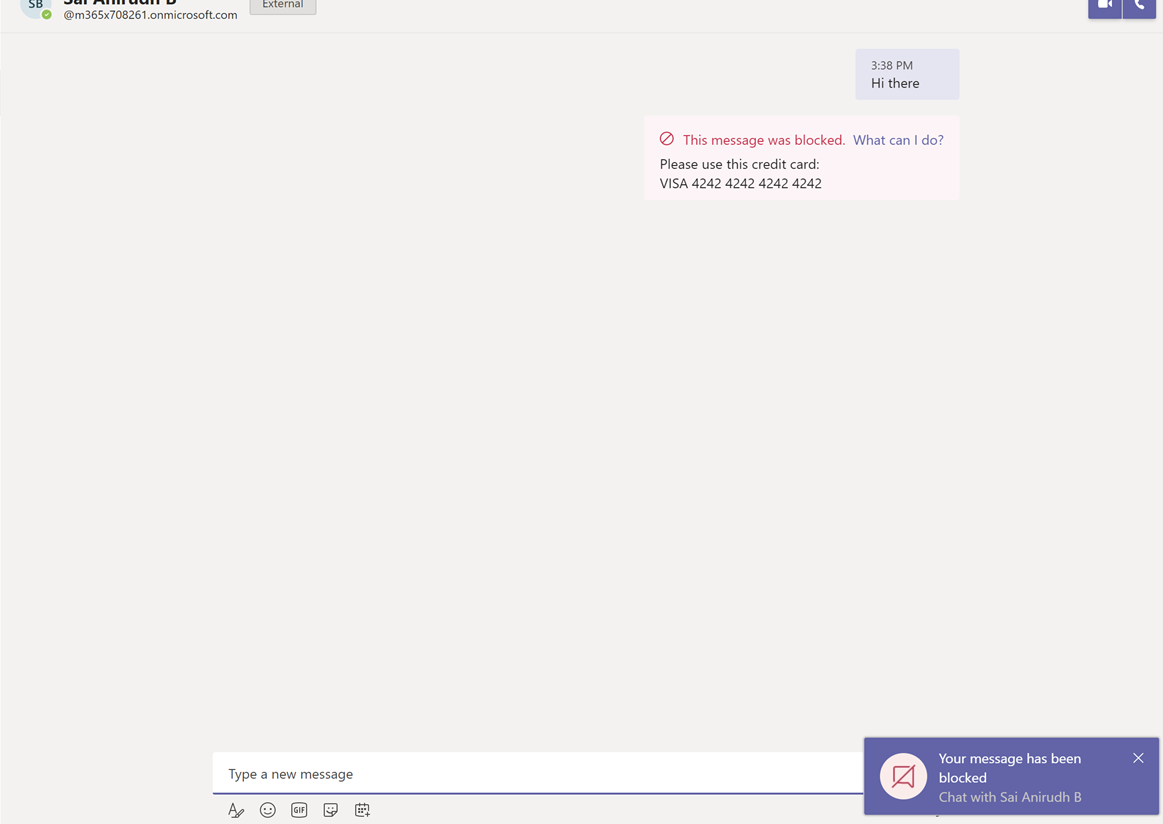 SB
Sai Anirudh B
External
@m365x708261.onmicrosoft.com
3:38 PM
Hi there
This message was blocked. What can I do?
Please use this credit card:
VISA 4242 4242 4242 4242
Type a new message
GIF
Your message has been
blocked
Chat with Sai Anirudh B